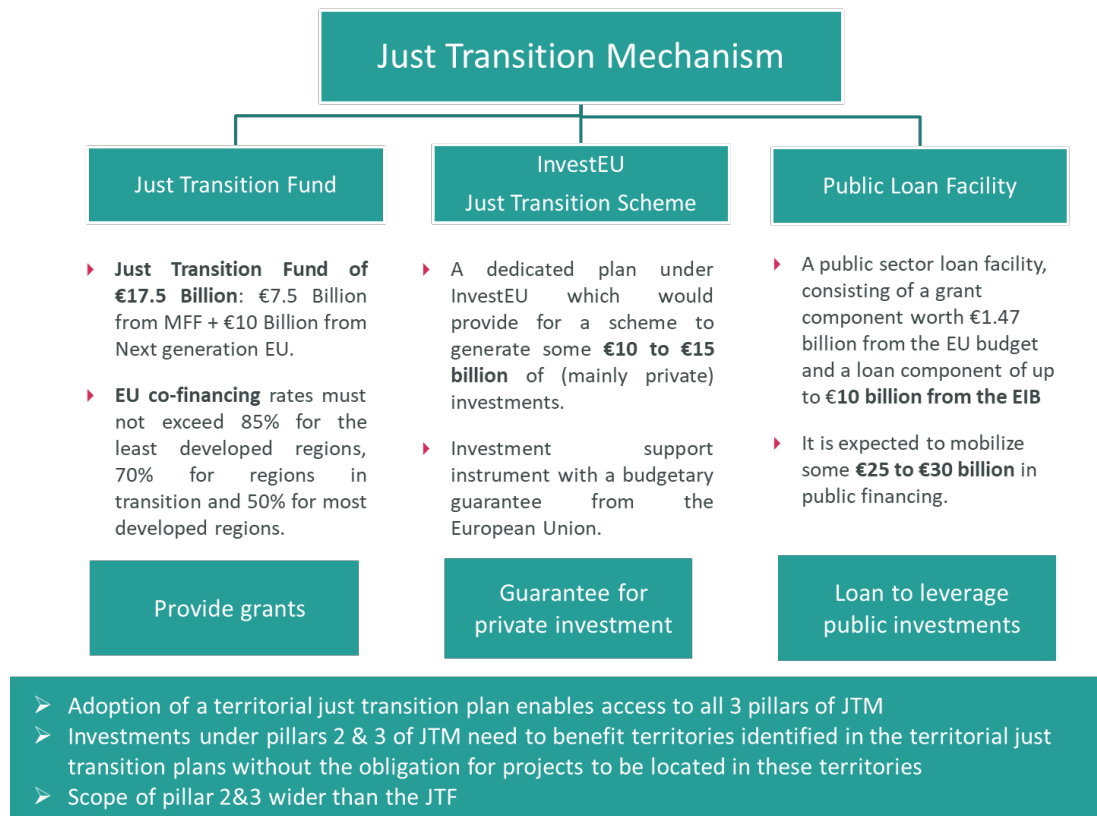 Just Transition Mechanism
Just Transition Fund
Just Transition Fund of
€17.5 Billion: €7.5 Billion
from MFF + €10 Billion from
Next generation EU.
EU co-financing rates must
not exceed 85% for the
least developed regions,
70% for regions in
transition and 50% for most
developed regions.
Provide grants
InvestEU
Just Transition Scheme
A dedicated plan under
InvestEU which would
provide for a scheme to
generate some €10 to €15
billion of (mainly private)
investments.
Investment support
instrument with a budgetary
guarantee from the
European Union.
Guarantee for
private investment
Public Loan Facility
A public sector loan facility,
consisting of a grant
component worth €1.47
billion from the EU budget
and a loan component of up
to €10 billion from the EIB
It is expected to mobilize
some €25 to €30 billion in
public financing.
Loan to leverage
public investments
Adoption of a territorial just transition plan enables access to all 3 pillars of JTM
Investments under pillars 2 & 3 of JTM need to benefit territories identified in the territorial just
transition plans without the obligation for projects to be located in these territories
Scope of pillar 2&3 wider than the JTF